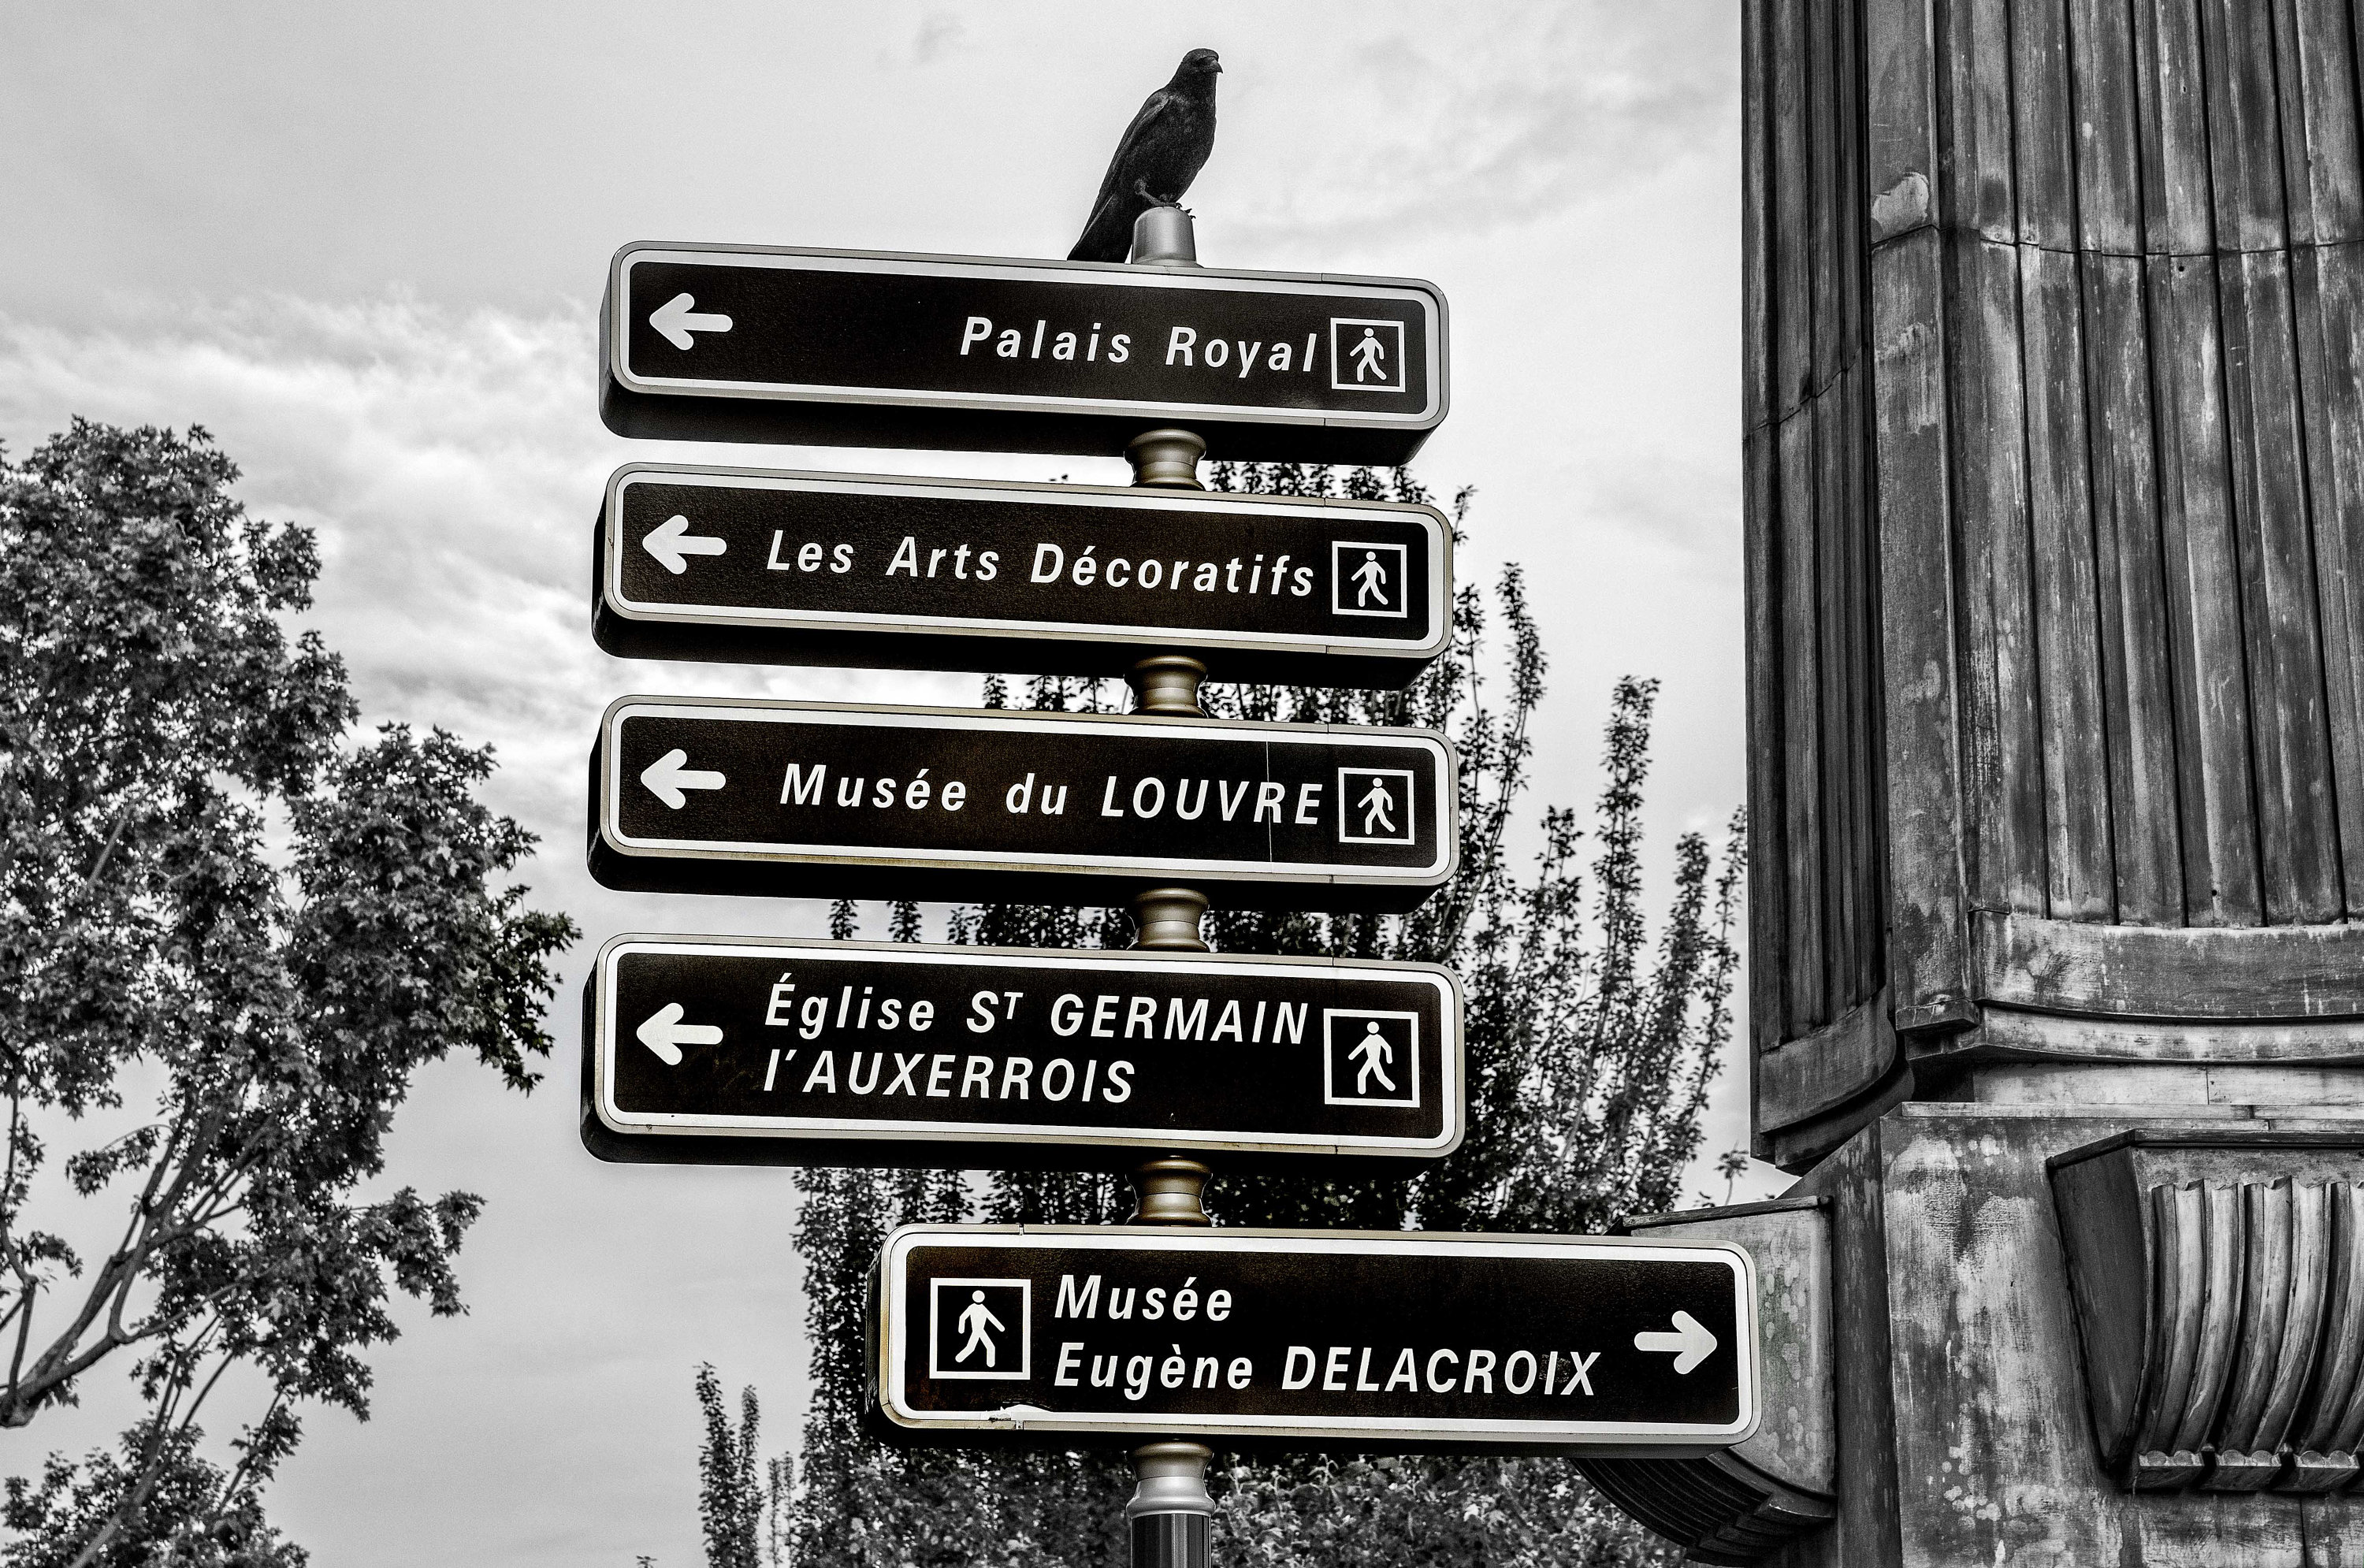 Palais Royal
Les Arts Décoratifs
Musée du LOUVRE
Église Sᵀ GERMAIN
l'AUXERROIS
Musée
Eugène DELACROIX